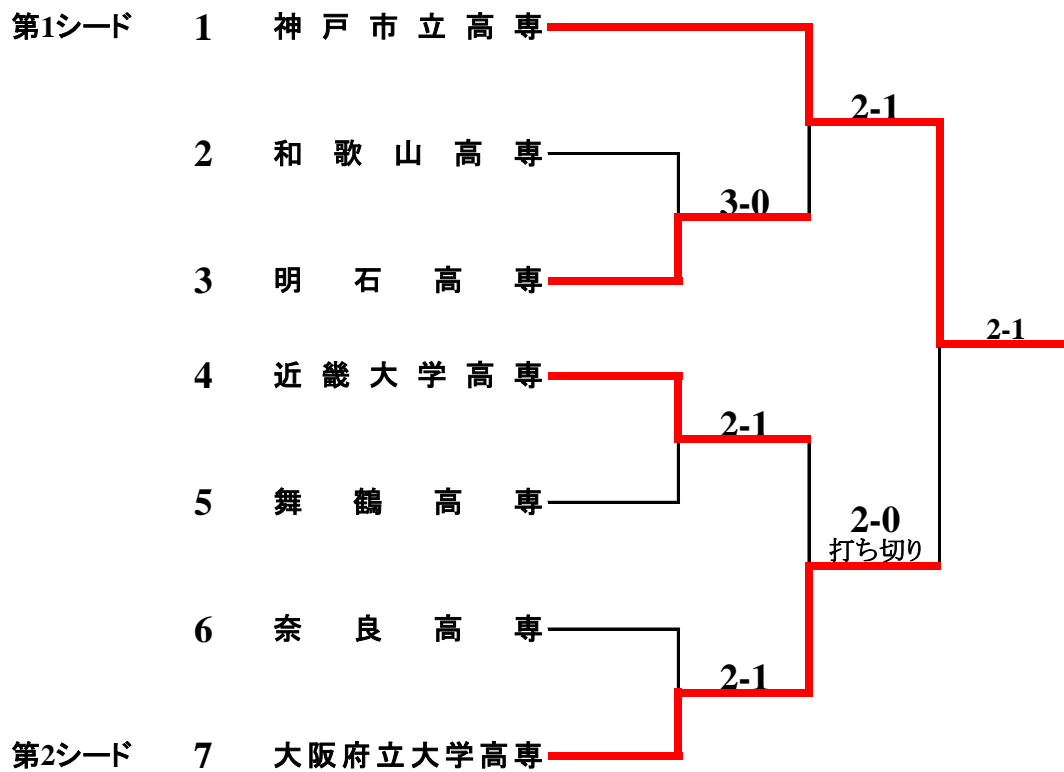 第1シード 1 神戸市立高専
2-1
2 和歌山高専
3-0
3 明石高専
2-1
4 近畿大学高専
2-1
5 舞鶴高専
2-0
打ち切り
6 奈良高専
2-1
第2シード 7 大阪府立大学高専